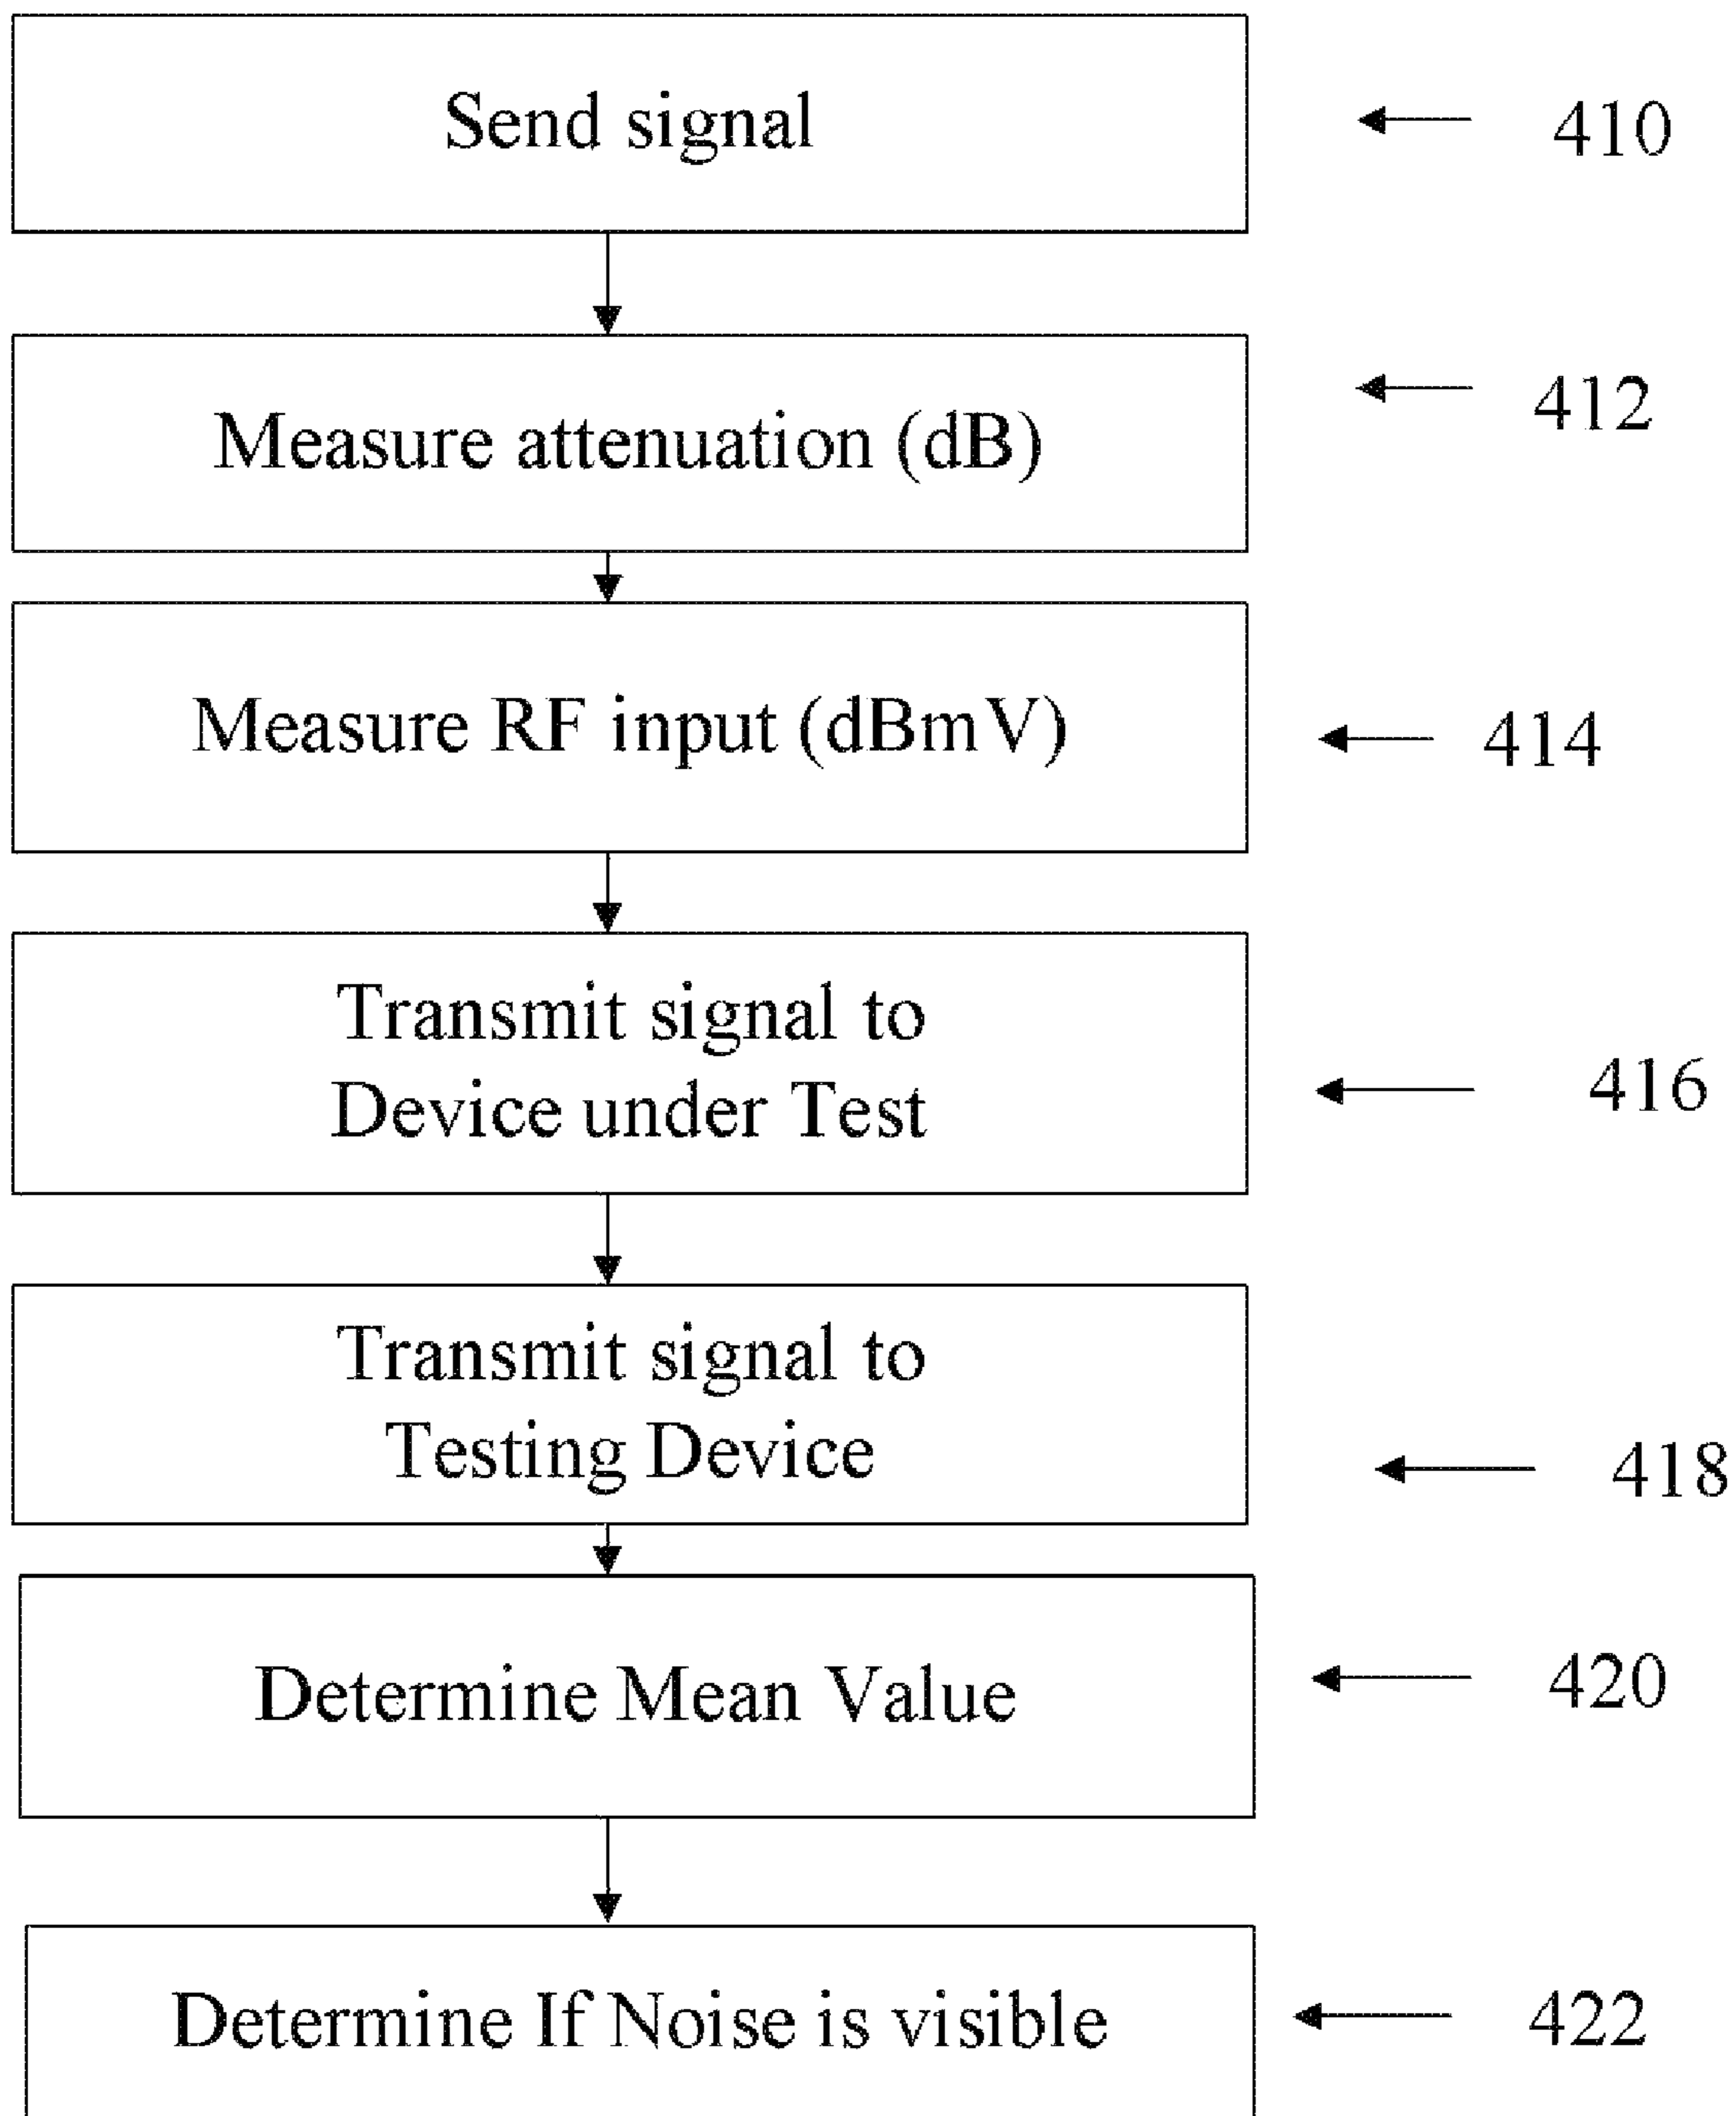 Send signal
410
Measure attenuation (dB)
412
Measure RF input (dBmV)
414
Transmit signal to
Device under Test
416
Transmit signal to
Testing Device
418
Determine Mean Value
420
Determine If Noise is visible
422